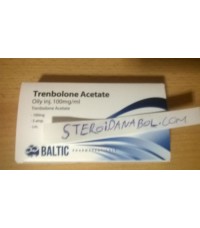 Trenbolone Acetate
Oily inj. 100mg/ml
Trenbolone Acetate
STEROIDANABOL.COM
BALTIC